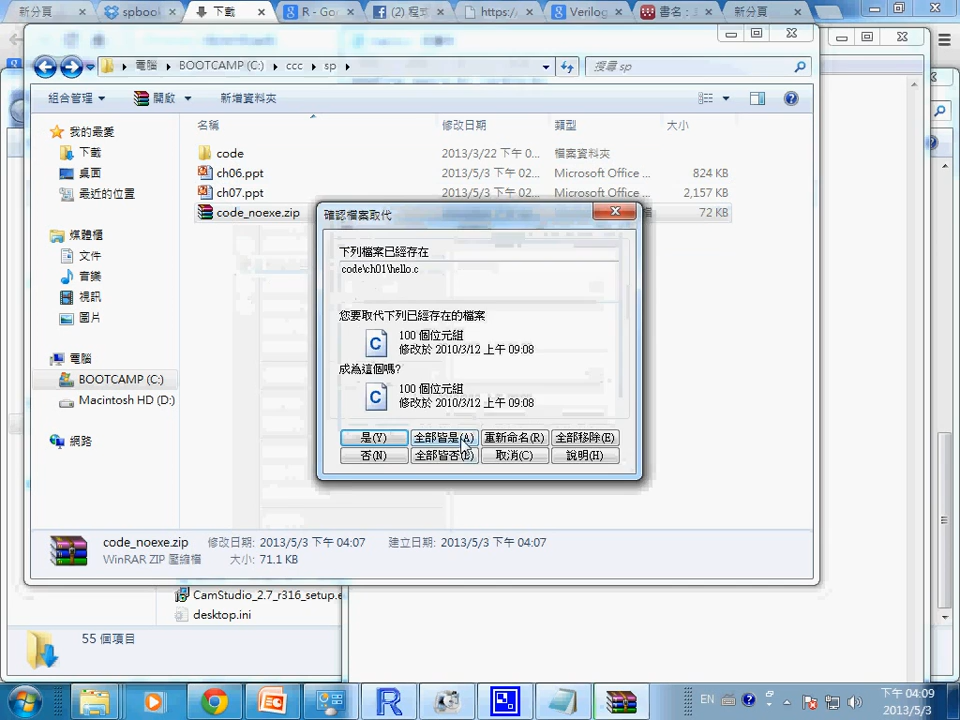 新分頁
spbook
下載
R - Go
(2) 程式
https:/
Verilog
書名：
新分頁
電腦 BOOTCAMP (C:) ccc sp
搜尋 sp
組合管理 開啟 新增資料夾
名稱 修改日期 類型 大小
我的最愛
下載
桌面
最近的位置
媒體櫃
文件
音樂
視訊
圖片
電腦
BOOTCAMP (C:)
Macintosh HD (D:)
網路
code 2013/3/22 下午 0... 檔案資料夾
ch06.ppt 2013/5/3 下午 02... Microsoft Office ... 824 KB
ch07.ppt 2013/5/3 下午 02... Microsoft Office ... 2,157 KB
code_noexe.zip 72 KB
確認檔案取代
下列檔案已經存在
code\ch01\hello.c
您要取代下列已經存在的檔案
100 個位元組
修改於 2010/3/12 上午 09:08
成為這個嗎?
100 個位元組
修改於 2010/3/12 上午 09:08
是(Y) 全部皆是(A) 重新命名(R) 全部移除(E)
否(N) 全部皆否(L) 取消(C) 說明(H)
code_noexe.zip 修改日期: 2013/5/3 下午 04:07 建立日期: 2013/5/3 下午 04:07
WinRAR ZIP 壓縮檔 大小: 71.1 KB
CamStudio_2.7_r316_setup.e
desktop.ini
55 個項目
EN
下午 04:09
2013/5/3